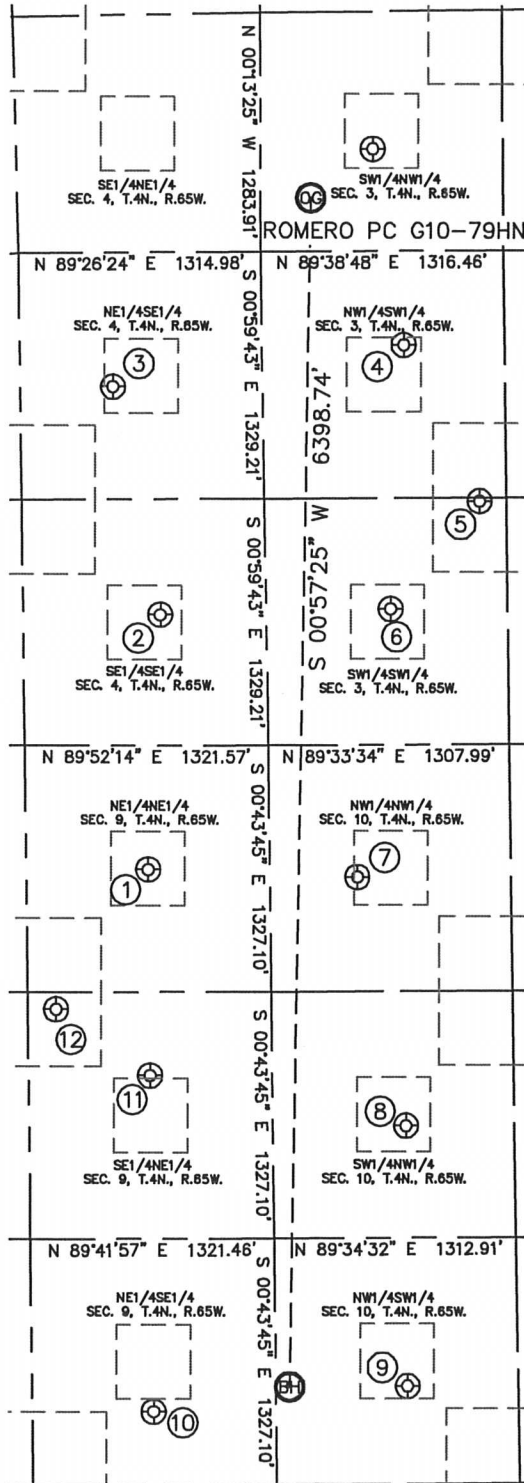 N 00°13'25" W 1283.91'
SE1/4NE1/4
SEC. 4, T.4N., R.65W.
SW1/4NW1/4
SEC. 3, T.4N., R.65W.
OG
ROMERO PC G10-79HN
N 89°26'24" E 1314.98'
N 89°38'48" E 1316.46'
NE1/4SE1/4
SEC. 4, T.4N., R.65W.
3
S 00°59'43" E 1329.21'
NW1/4SW1/4
SEC. 3, T.4N., R.65W.
4
S 00°57'25" W 6398.74'
5
2
SE1/4SE1/4
SEC. 4, T.4N., R.65W.
S 00°59'43" E 1329.21'
6
SW1/4SW1/4
SEC. 3, T.4N., R.65W.
N 89°52'14" E 1321.57'
N 89°33'34" E 1307.99'
NE1/4NE1/4
SEC. 9, T.4N., R.65W.
1
S 00°43'45" E 1327.10'
NW1/4NW1/4
SEC. 10, T.4N., R.65W.
7
12
11
SE1/4NE1/4
SEC. 9, T.4N., R.65W.
S 00°43'45" E 1327.10'
8
SW1/4NW1/4
SEC. 10, T.4N., R.65W.
N 89°41'57" E 1321.46'
N 89°34'32" E 1312.91'
NE1/4SE1/4
SEC. 9, T.4N., R.65W.
10
S 00°43'45" E 1327.10'
NW1/4SW1/4
SEC. 10, T.4N., R.65W.
9
BH